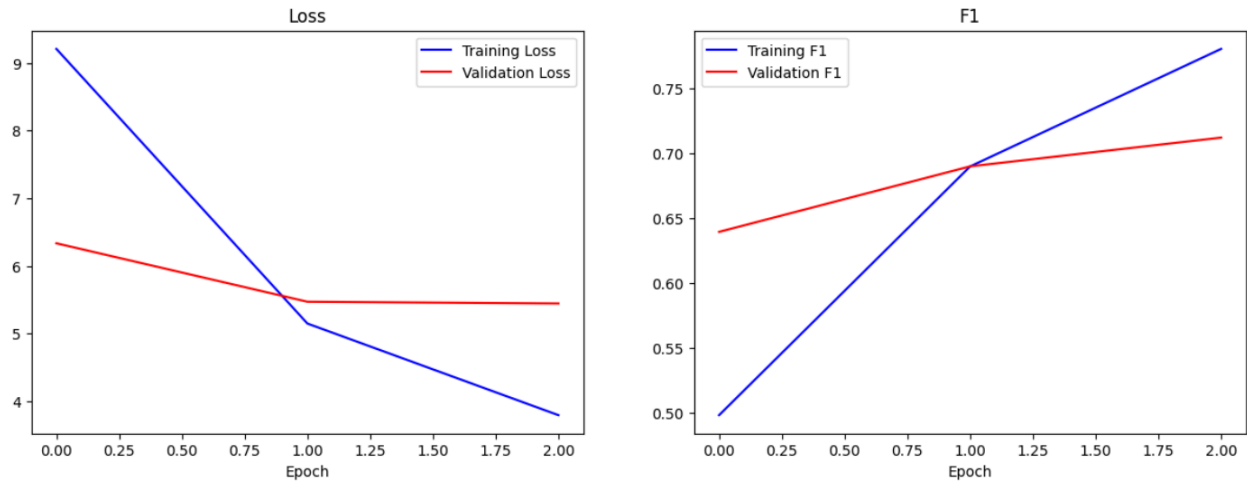 Loss
Training Loss
Validation Loss
9
8
7
6
5
4
0.00 0.25 0.50 0.75 1.00 1.25 1.50 1.75 2.00
Epoch
F1
Training F1
Validation F1
0.75
0.70
0.65
0.60
0.55
0.50
0.00 0.25 0.50 0.75 1.00 1.25 1.50 1.75 2.00
Epoch